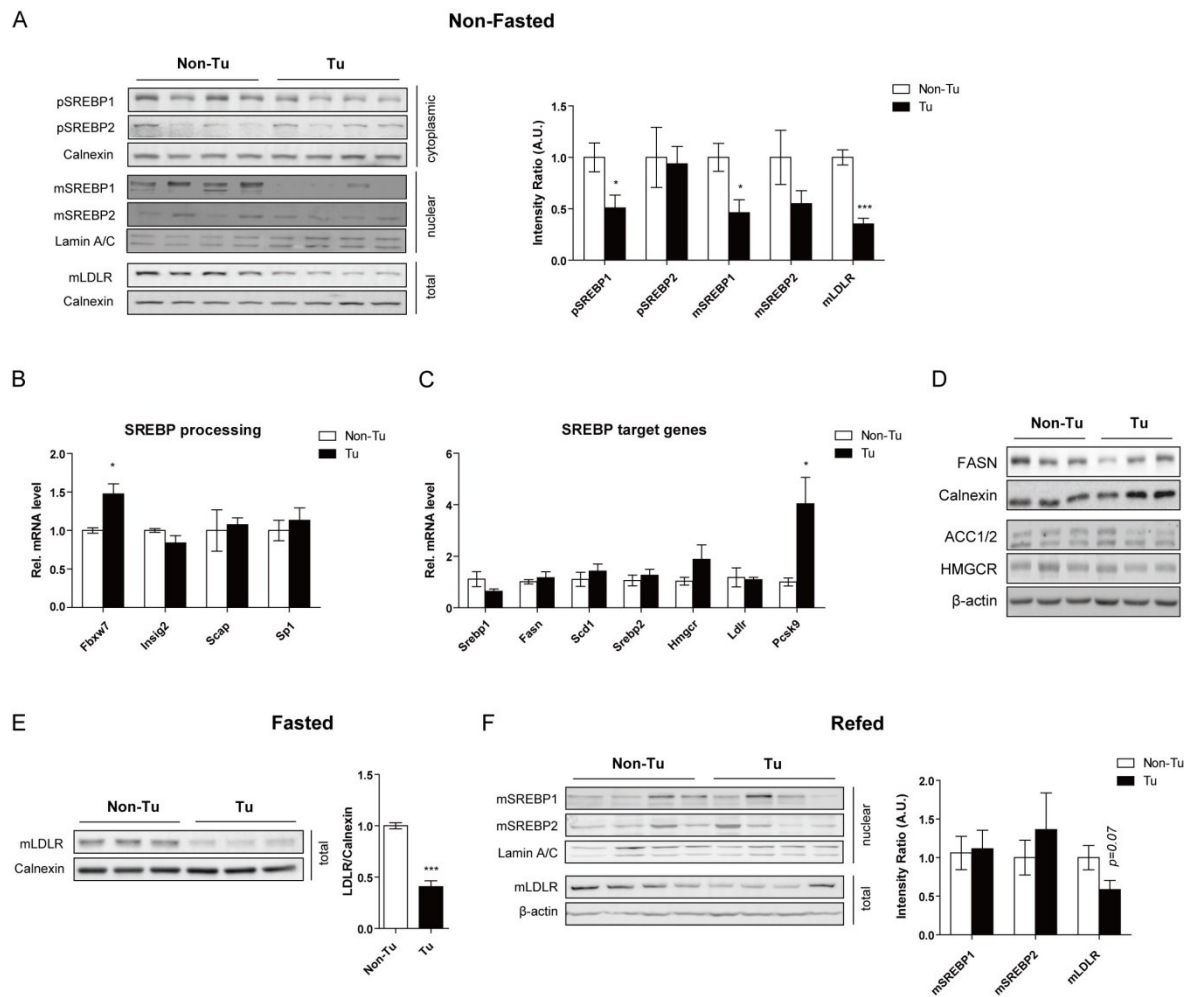 A
Non-Fasted
Non-Tu Tu
pSREBP1
pSREBP2
Calnexin
cytoplasmic
mSREBP1
mSREBP2
Lamin A/C
nuclear
mLDLR
Calnexin
total
Non-Tu
Tu
Intensity Ratio (A.U.)
1.5
1.0
0.5
0.0
* * ***
pSREBP1 pSREBP2 mSREBP1 mSREBP2 mLDLR
B
SREBP processing
Non-Tu
Tu
Rel. mRNA level
2.0
1.5
1.0
0.5
0.0
*
Fbxw7 Insig2 Scap Sp1
C
SREBP target genes
Non-Tu
Tu
Rel. mRNA level
6
4
2
0
*
Srebp1 Fasn Scd1 Srebp2 Hmgcr Ldlr Pcsk9
D
Non-Tu Tu
FASN
Calnexin
ACC1/2
HMGCR
β-actin
E
Fasted
Non-Tu Tu
mLDLR
Calnexin
total
LDLR/Calnexin
1.5
1.0
0.5
0.0
***
Non-Tu Tu
F
Refed
Non-Tu Tu
mSREBP1
mSREBP2
Lamin A/C
nuclear
mLDLR
β-actin
total
Non-Tu
Tu
Intensity Ratio (A.U.)
2.0
1.5
1.0
0.5
0.0
p=0.07
mSREBP1 mSREBP2 mLDLR